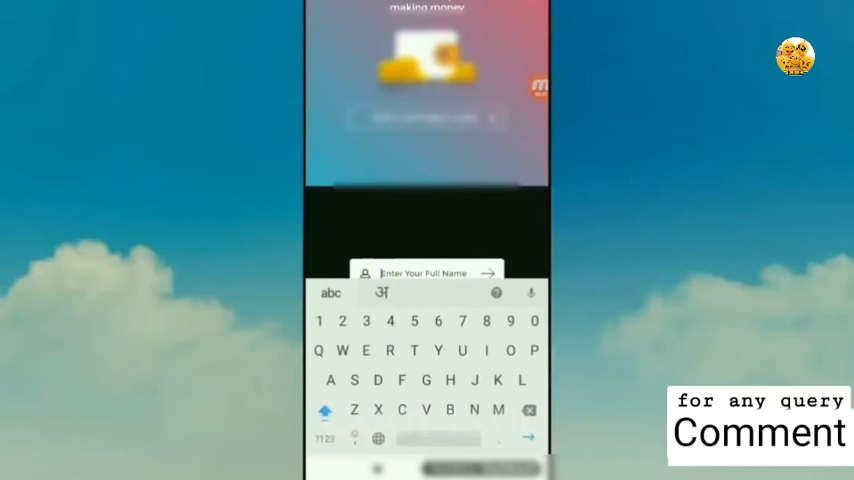 making money
Enter Your Full Name
abc अ
1 2 3 4 5 6 7 8 9 0
Q W E R T Y U I O P
A S D F G H J K L
Z X C V B N M
?123 , .
for any query
Comment